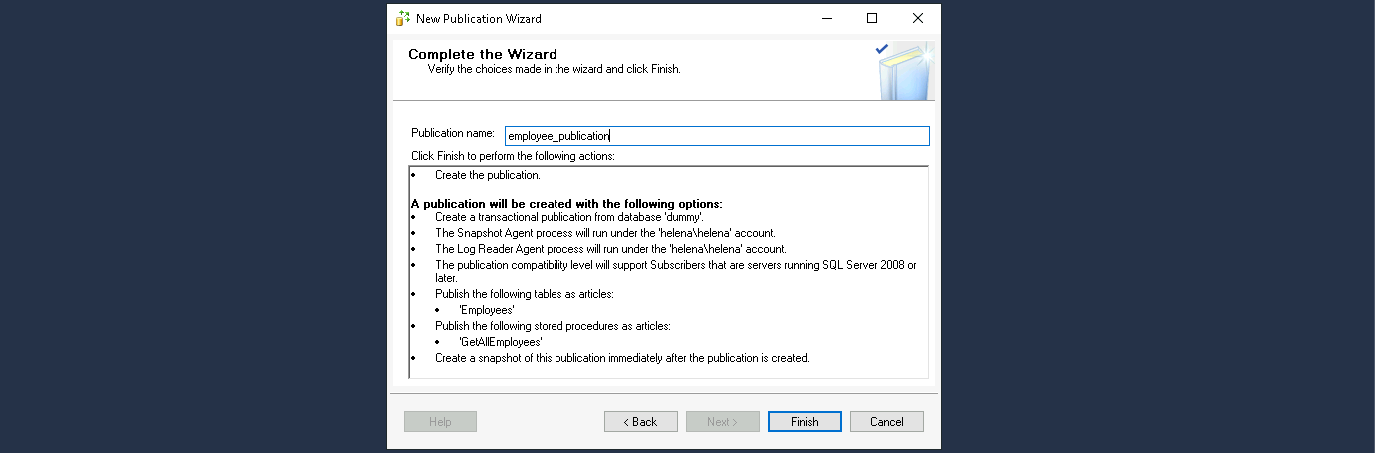 New Publication Wizard
Complete the Wizard
Verify the choices made in the wizard and click Finish.
Publication name: employee_publication
Click Finish to perform the following actions:
• Create the publication.
A publication will be created with the following options:
• Create a transactional publication from database 'dummy'.
• The Snapshot Agent process will run under the 'helena\helena' account.
• The Log Reader Agent process will run under the 'helena\helena' account.
• The publication compatibility level will support Subscribers that are servers running SQL Server 2008 or
later.
• Publish the following tables as articles:
• 'Employees'
• Publish the following stored procedures as articles:
• 'GetAllEmployees'
• Create a snapshot of this publication immediately after the publication is created.
Help < Back Next > Finish Cancel